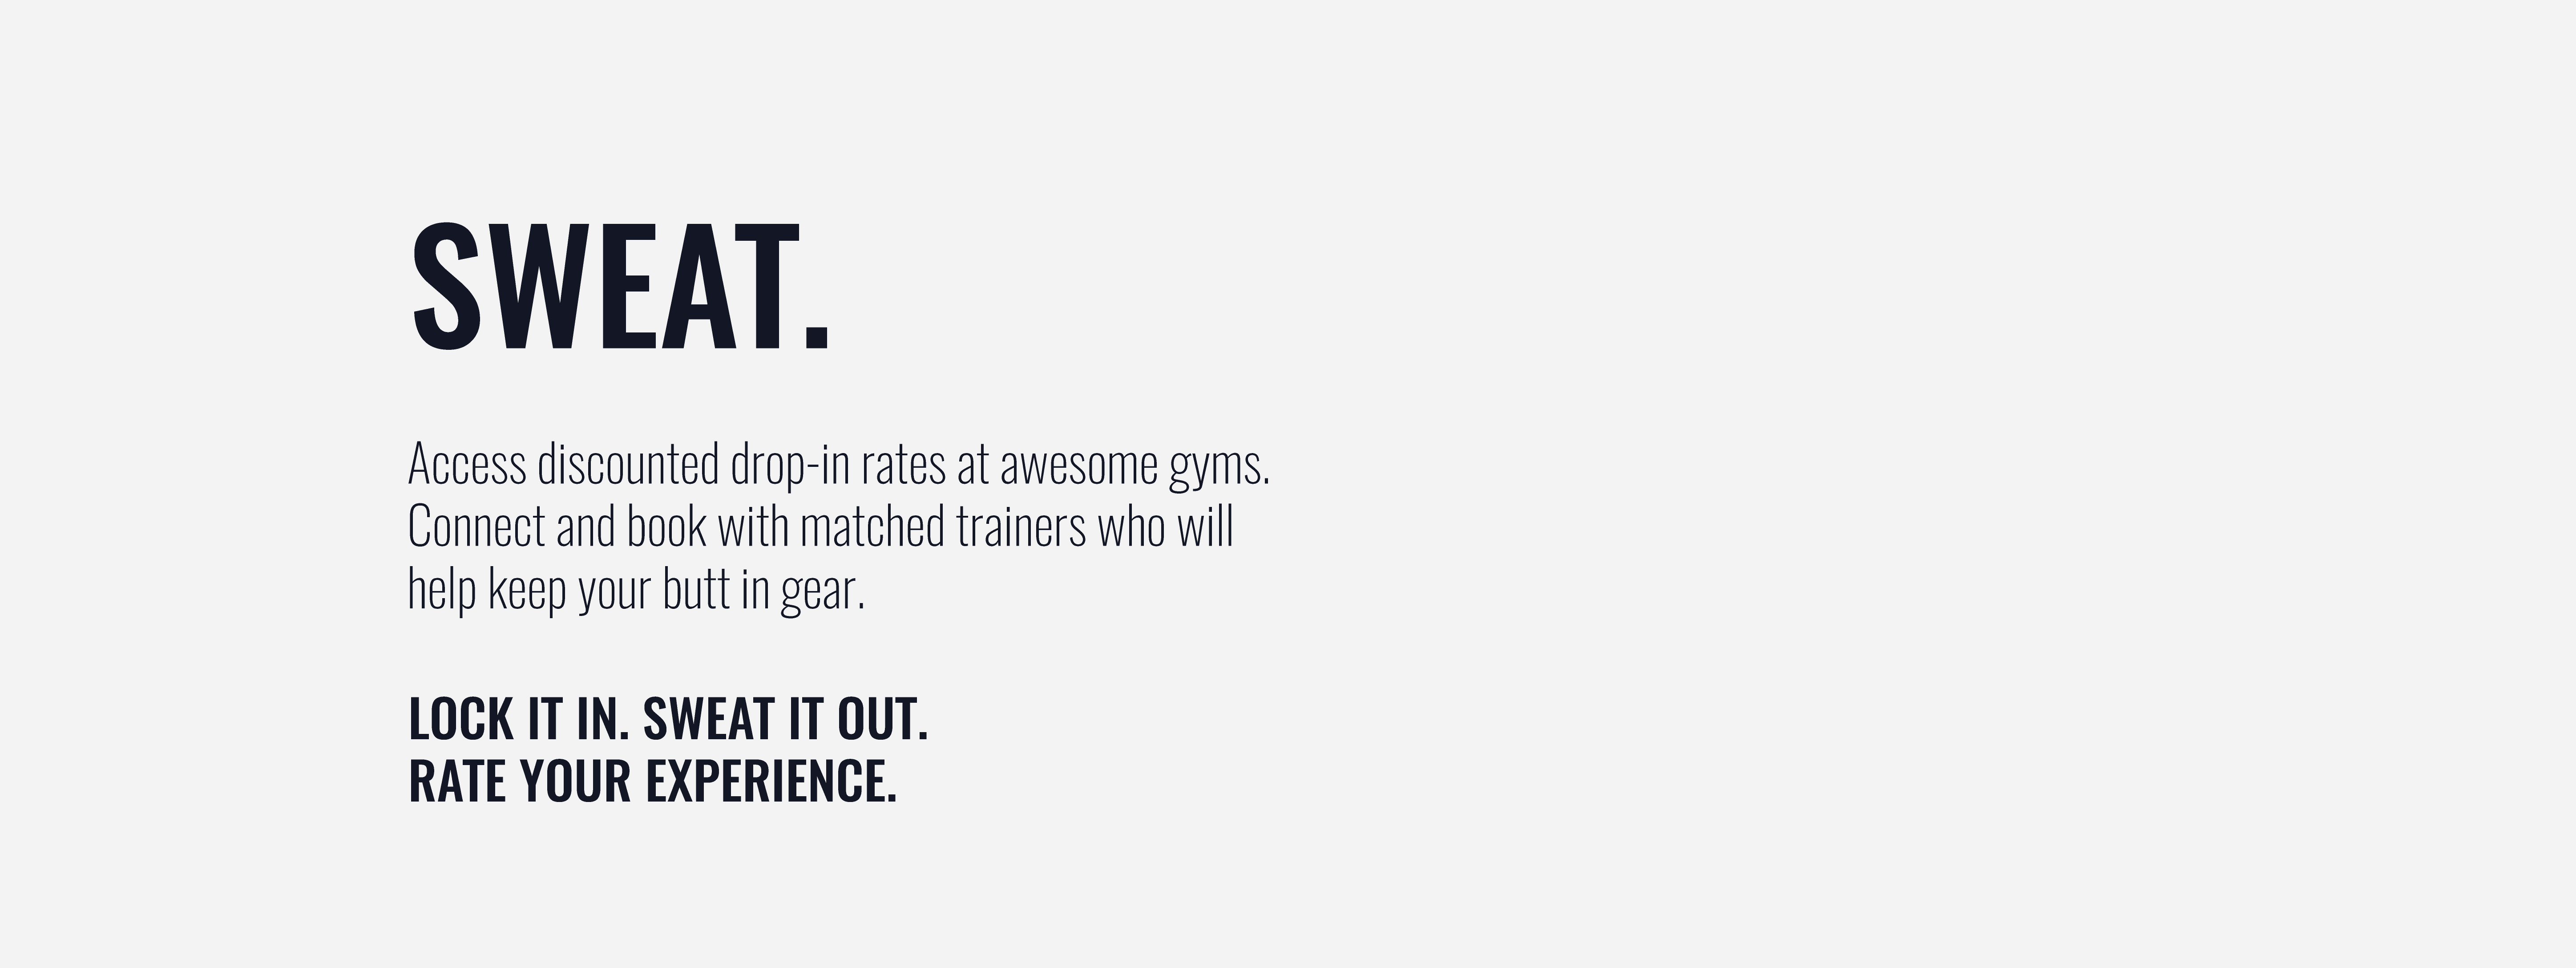 SWEAT.
Access discounted drop-in rates at awesome gyms.
Connect and book with matched trainers who will
help keep your butt in gear.
LOCK IT IN. SWEAT IT OUT.
RATE YOUR EXPERIENCE.